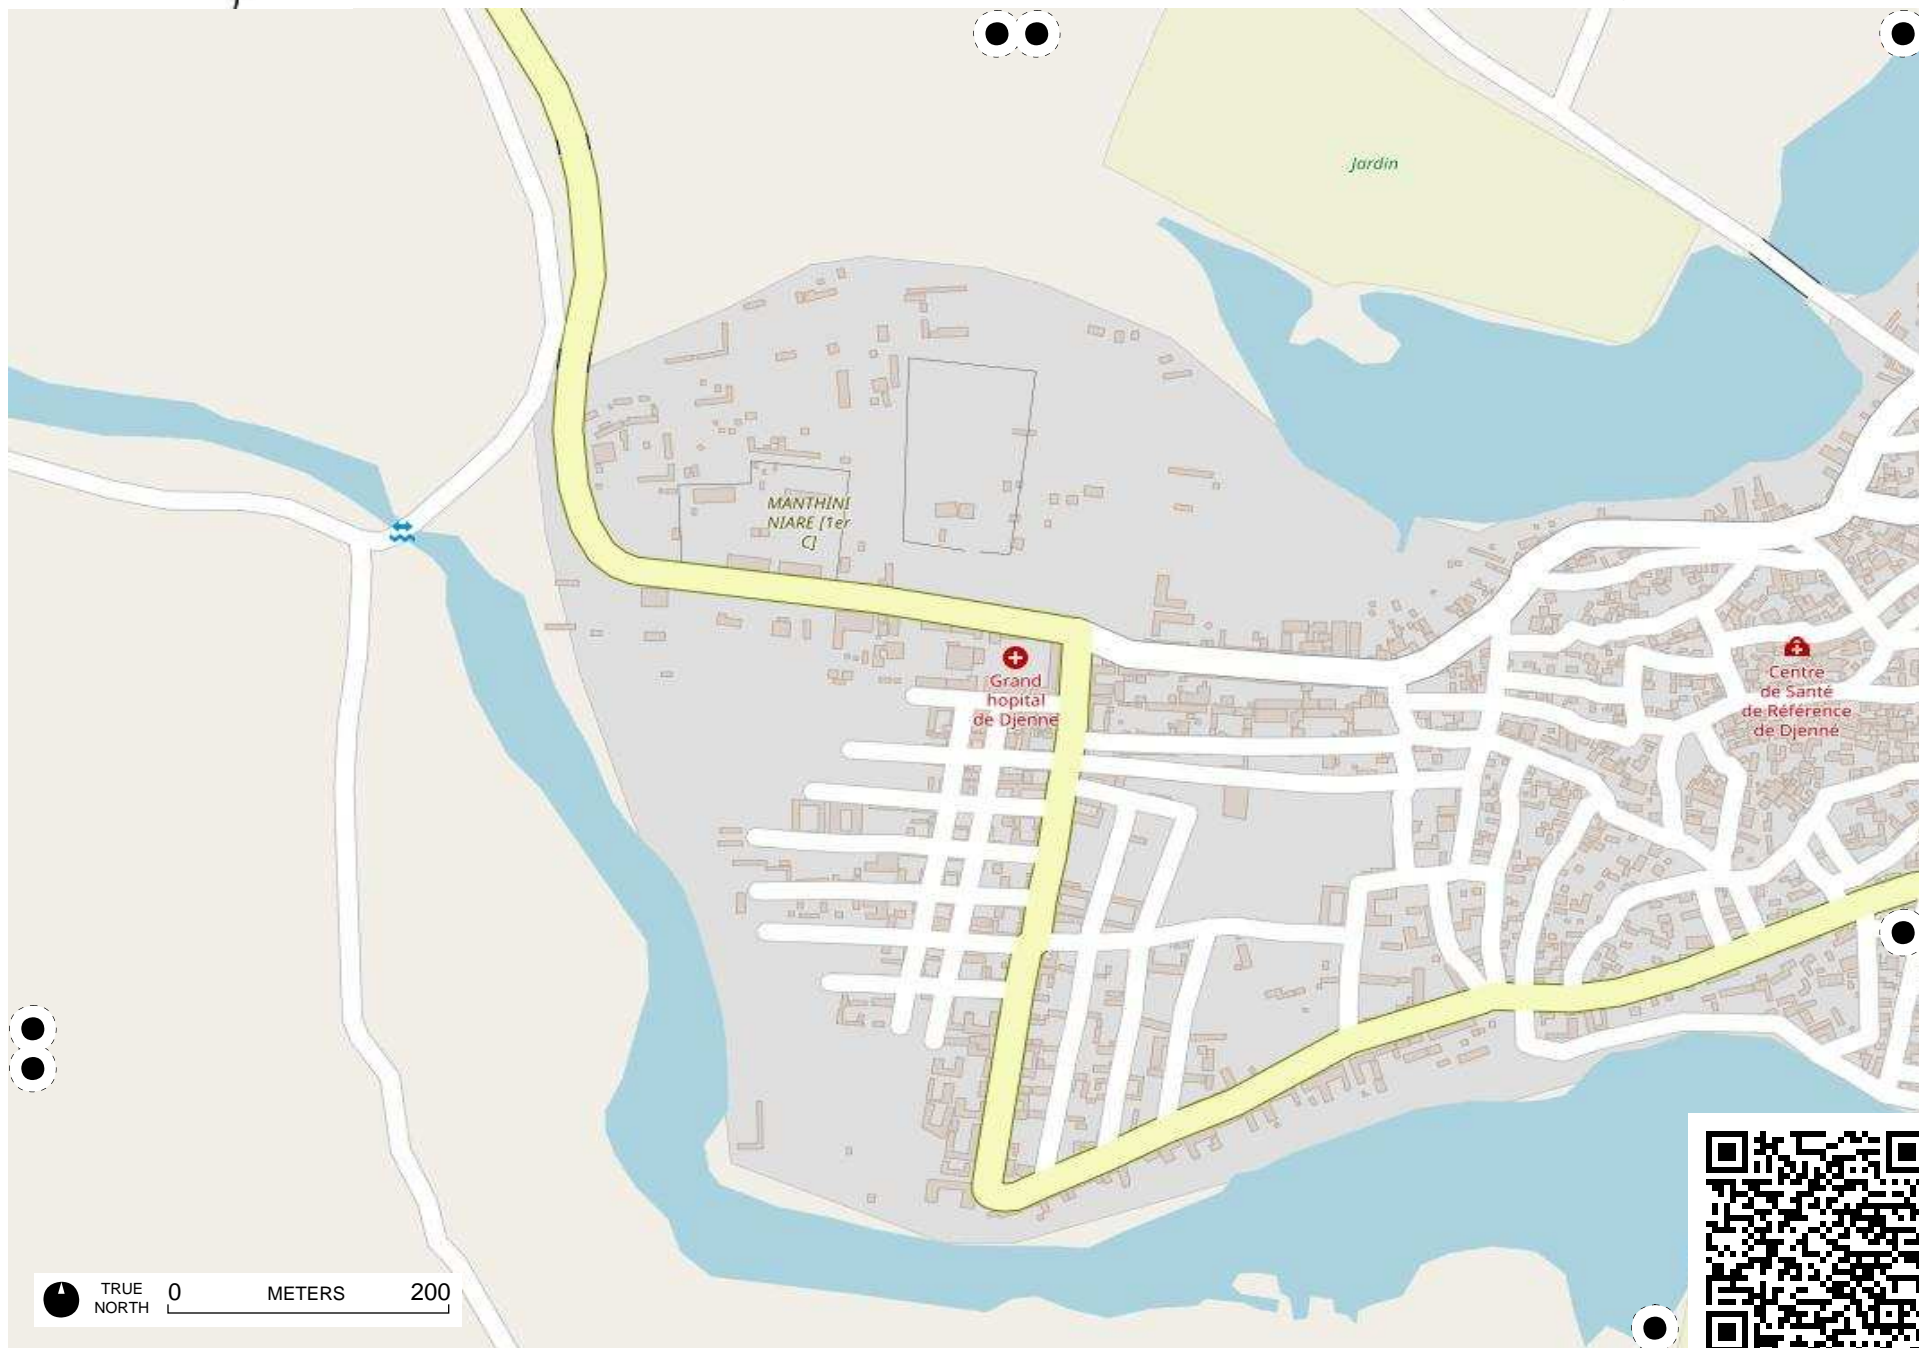 Jardin
MANTHINI
NIARE [1er
C]
Grand
hopital
de Djenné
Centre
de Santé
de Référence
de Djenné
TRUE
NORTH
0 METERS 200